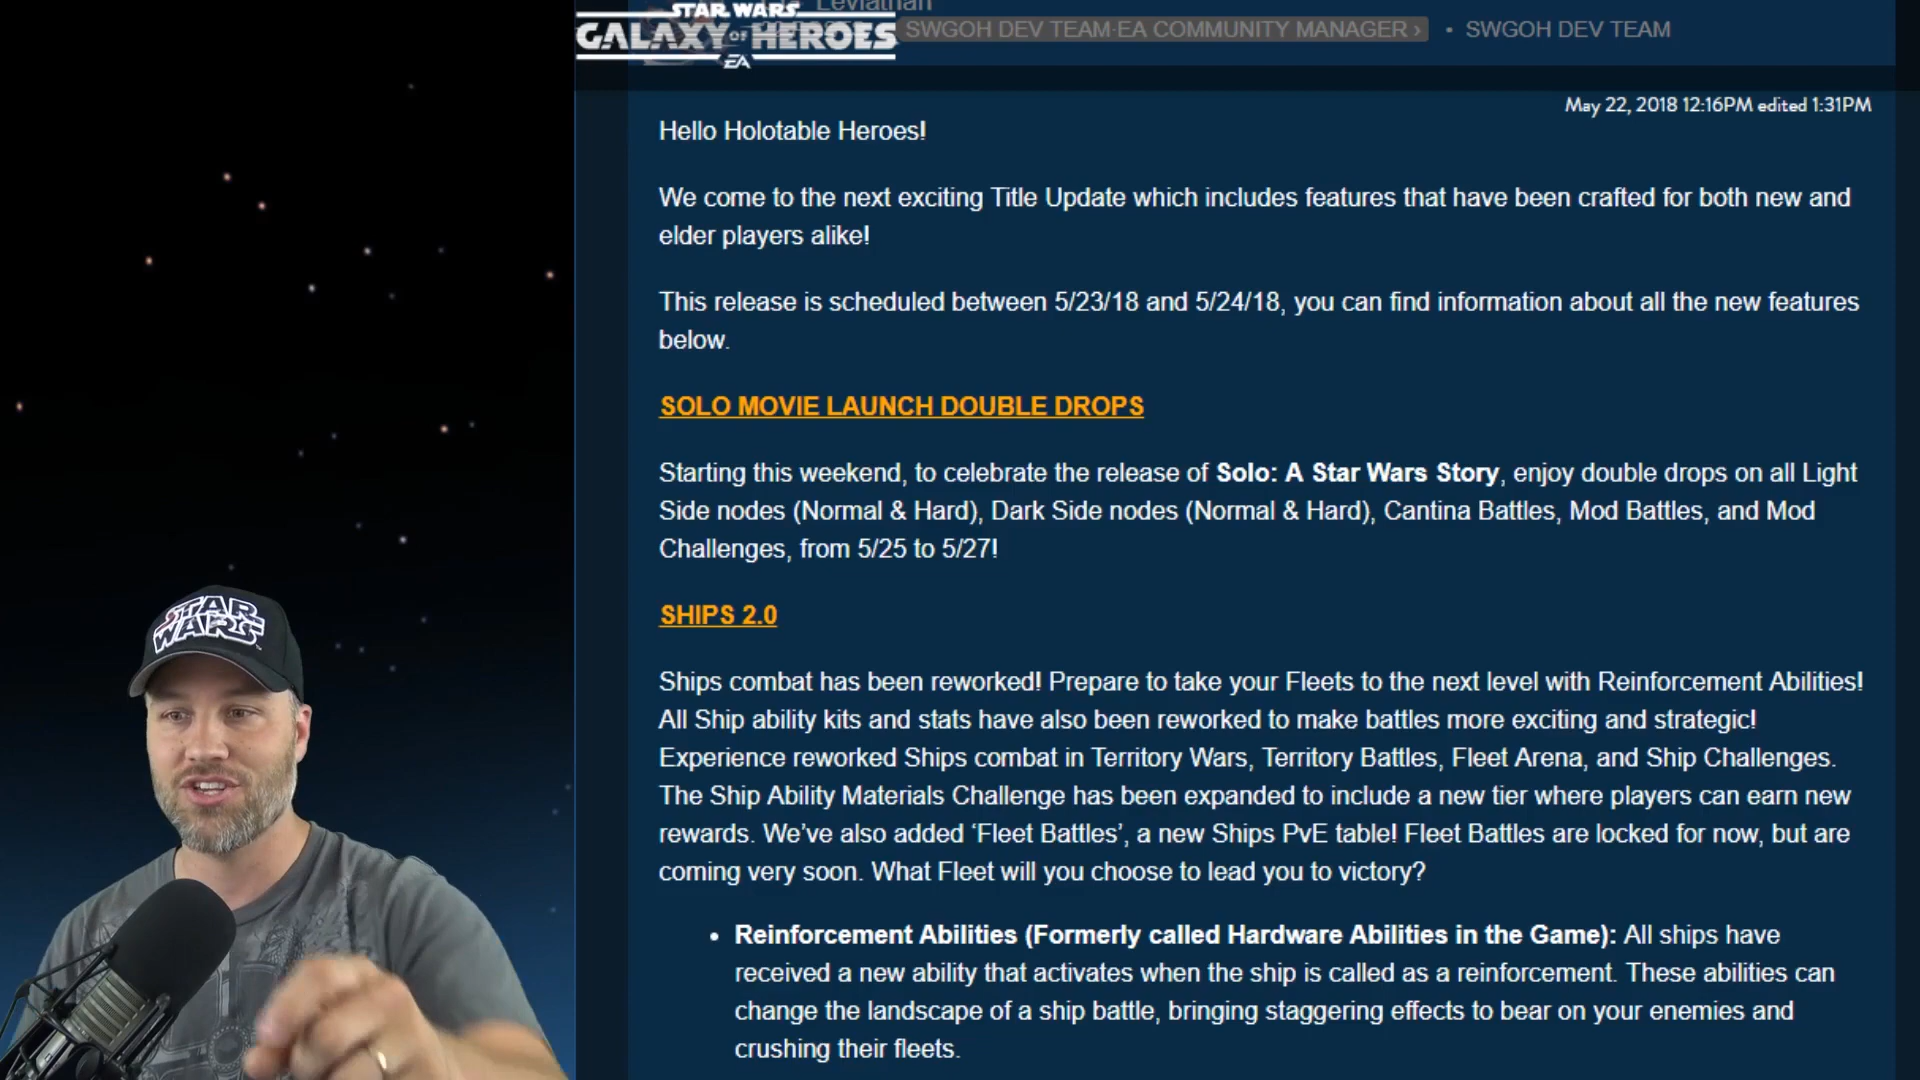 Leviathan
STAR WARS
GALAXY OF HEROES
EA
SWGOH DEV TEAM·EA COMMUNITY MANAGER › • SWGOH DEV TEAM
May 22, 2018 12:16PM edited 1:31PM
Hello Holotable Heroes!
We come to the next exciting Title Update which includes features that have been crafted for both new and
elder players alike!
This release is scheduled between 5/23/18 and 5/24/18, you can find information about all the new features
below.
SOLO MOVIE LAUNCH DOUBLE DROPS
Starting this weekend, to celebrate the release of Solo: A Star Wars Story, enjoy double drops on all Light
Side nodes (Normal & Hard), Dark Side nodes (Normal & Hard), Cantina Battles, Mod Battles, and Mod
Challenges, from 5/25 to 5/27!
SHIPS 2.0
Ships combat has been reworked! Prepare to take your Fleets to the next level with Reinforcement Abilities!
All Ship ability kits and stats have also been reworked to make battles more exciting and strategic!
Experience reworked Ships combat in Territory Wars, Territory Battles, Fleet Arena, and Ship Challenges.
The Ship Ability Materials Challenge has been expanded to include a new tier where players can earn new
rewards. We’ve also added ‘Fleet Battles’, a new Ships PvE table! Fleet Battles are locked for now, but are
coming very soon. What Fleet will you choose to lead you to victory?
• Reinforcement Abilities (Formerly called Hardware Abilities in the Game): All ships have
received a new ability that activates when the ship is called as a reinforcement. These abilities can
change the landscape of a ship battle, bringing staggering effects to bear on your enemies and
crushing their fleets.
STAR
WARS